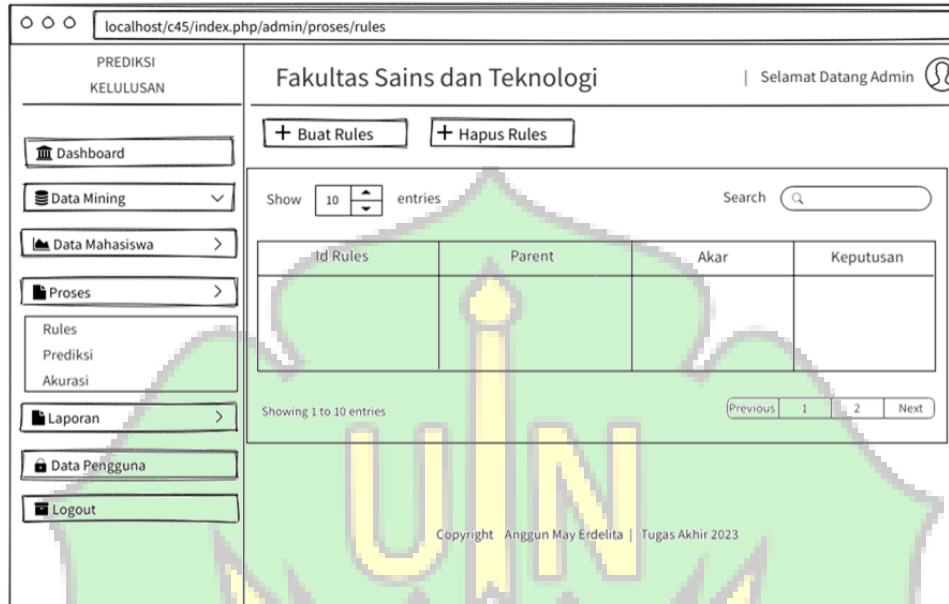 localhost/c45/index.php/admin/proses/rules
PREDIKSI
KELULUSAN
Fakultas Sains dan Teknologi
| Selamat Datang Admin
+ Buat Rules
+ Hapus Rules
Dashboard
Data Mining
Data Mahasiswa
Proses
Rules
Prediksi
Akurasi
Laporan
Data Pengguna
Logout
Show 10 entries
Search
Id Rules Parent Akar Keputusan
Showing 1 to 10 entries
Previous 1 2 Next
UIN
Copyright Anggun May Erdelita | Tugas Akhir 2023